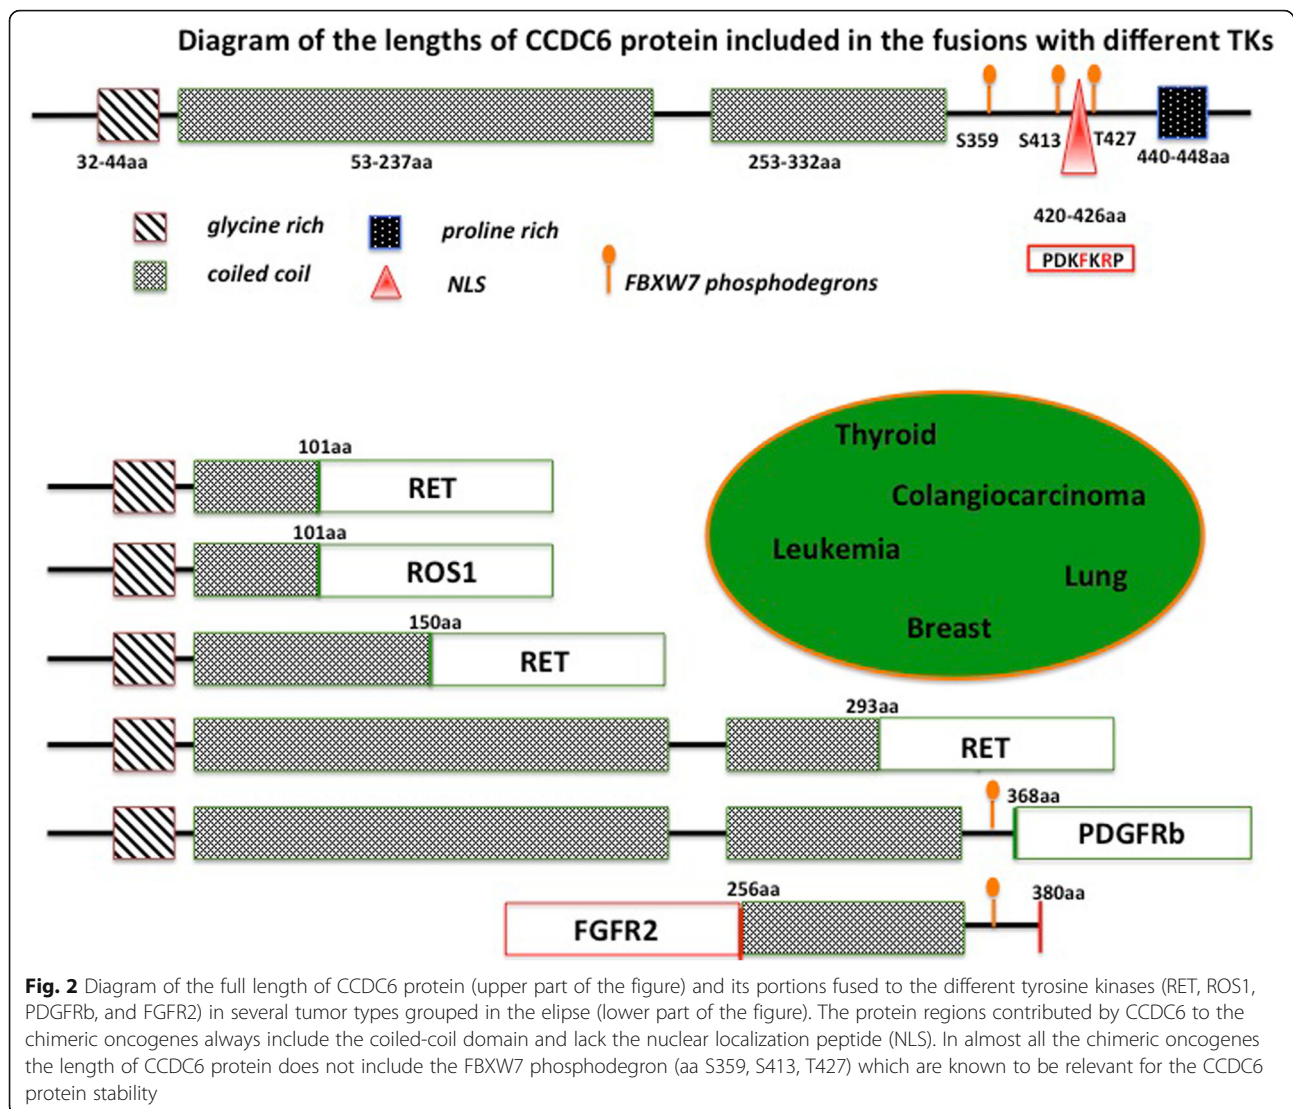 Diagram of the lengths of CCDC6 protein included in the fusions with different TKs
S359
S413
T427
32-44aa
53-237aa
253-332aa
440-448aa
420-426aa
PDKFKRP
glycine rich
proline rich
coiled coil
NLS
FBXW7 phosphodegrons
Thyroid
Colangiocarcinoma
Leukemia
Lung
Breast
101aa
RET
101aa
ROS1
150aa
RET
293aa
RET
368aa
PDGFRb
256aa
380aa
FGFR2
Fig. 2 Diagram of the full length of CCDC6 protein (upper part of the figure) and its portions fused to the different tyrosine kinases (RET, ROS1,
PDGFRb, and FGFR2) in several tumor types grouped in the elipse (lower part of the figure). The protein regions contributed by CCDC6 to the
chimeric oncogenes always include the coiled-coil domain and lack the nuclear localization peptide (NLS). In almost all the chimeric oncogenes
the length of CCDC6 protein does not include the FBXW7 phosphodegron (aa S359, S413, T427) which are known to be relevant for the CCDC6
protein stability